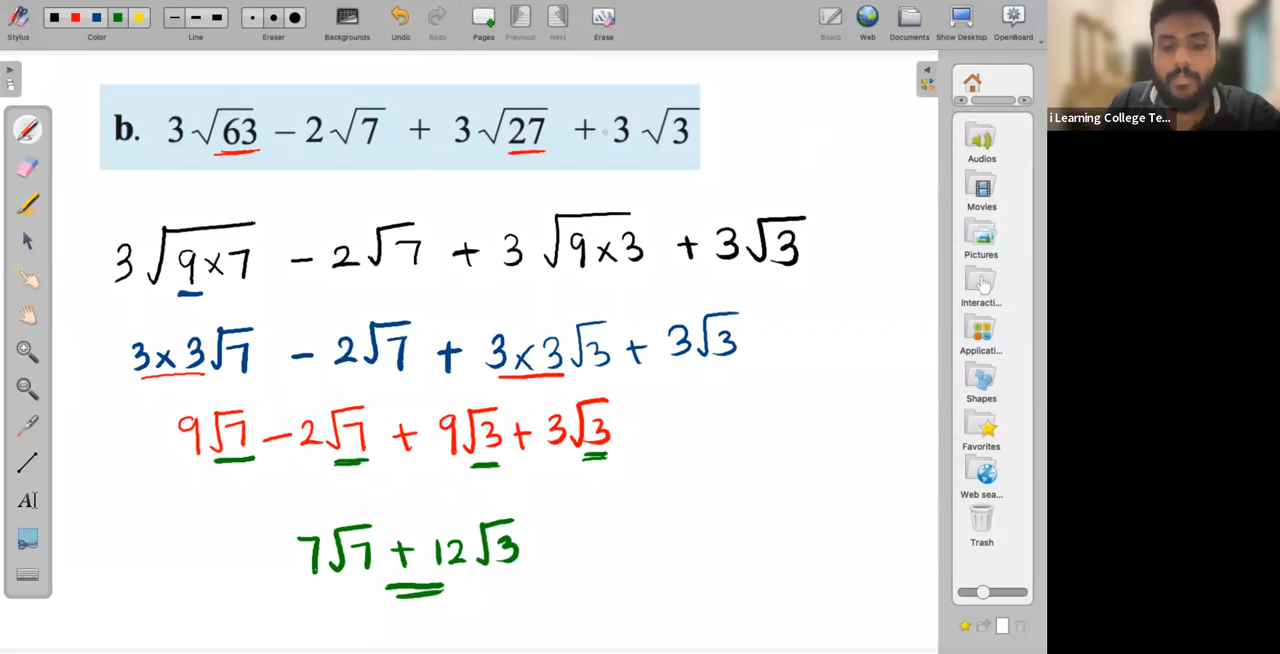 Stylus Color Line Eraser Backgrounds Undo Redo Pages Previous Next Erase Board Web Documents Show Desktop OpenBoard
i Learning College Te...
b. 3√63 − 2√7 + 3√27 + 3√3
3√(9×7) − 2√7 + 3√(9×3) + 3√3
3×3√7 − 2√7 + 3×3√3 + 3√3
9√7 − 2√7 + 9√3 + 3√3
7√7 + 12√3
Audios
Movies
Pictures
Interacti...
Applicati...
Shapes
Favorites
Web sea...
Trash